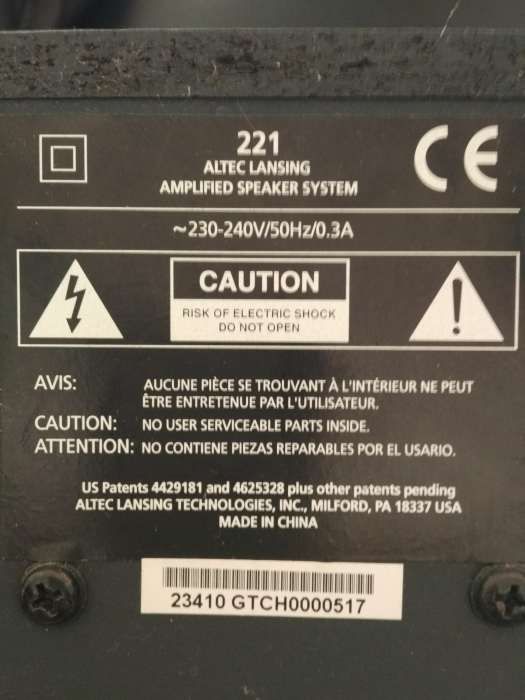 221
ALTEC LANSING
AMPLIFIED SPEAKER SYSTEM
CE
~230-240V/50Hz/0.3A
CAUTION
RISK OF ELECTRIC SHOCK
DO NOT OPEN
AVIS: AUCUNE PIÈCE SE TROUVANT À L'INTÉRIEUR NE PEUT
ÊTRE ENTRETENUE PAR L'UTILISATEUR.
CAUTION: NO USER SERVICEABLE PARTS INSIDE.
ATTENTION: NO CONTIENE PIEZAS REPARABLES POR EL USARIO.
US Patents 4429181 and 4625328 plus other patents pending
ALTEC LANSING TECHNOLOGIES, INC., MILFORD, PA 18337 USA
MADE IN CHINA
23410 GTCH0000517